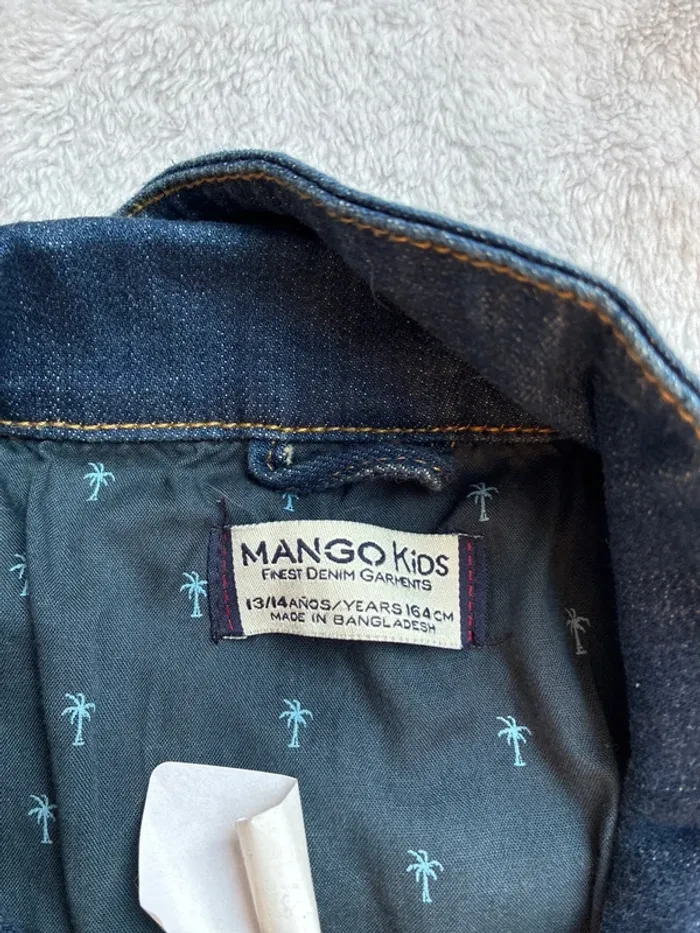 MANGO KIDS
FINEST DENIM GARMENTS
13/14 AÑOS/YEARS 164 CM
MADE IN BANGLADESH